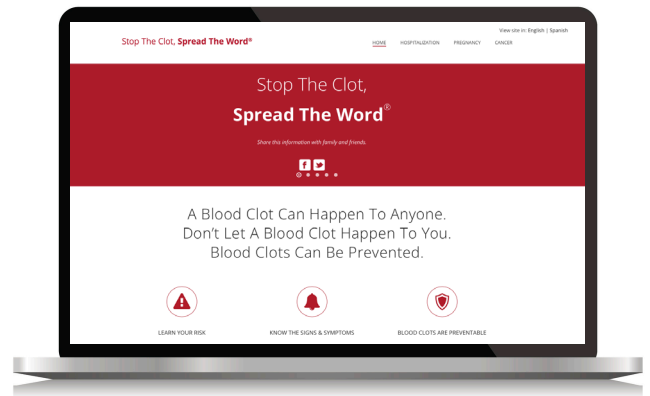 View site in: English | Spanish
Stop The Clot, Spread The Word®
HOME HOSPITALIZATION PREGNANCY CANCER
Stop The Clot,
Spread The Word®
Share this information with family and friends.
A Blood Clot Can Happen To Anyone.
Don't Let A Blood Clot Happen To You.
Blood Clots Can Be Prevented.
LEARN YOUR RISK
KNOW THE SIGNS & SYMPTOMS
BLOOD CLOTS ARE PREVENTABLE